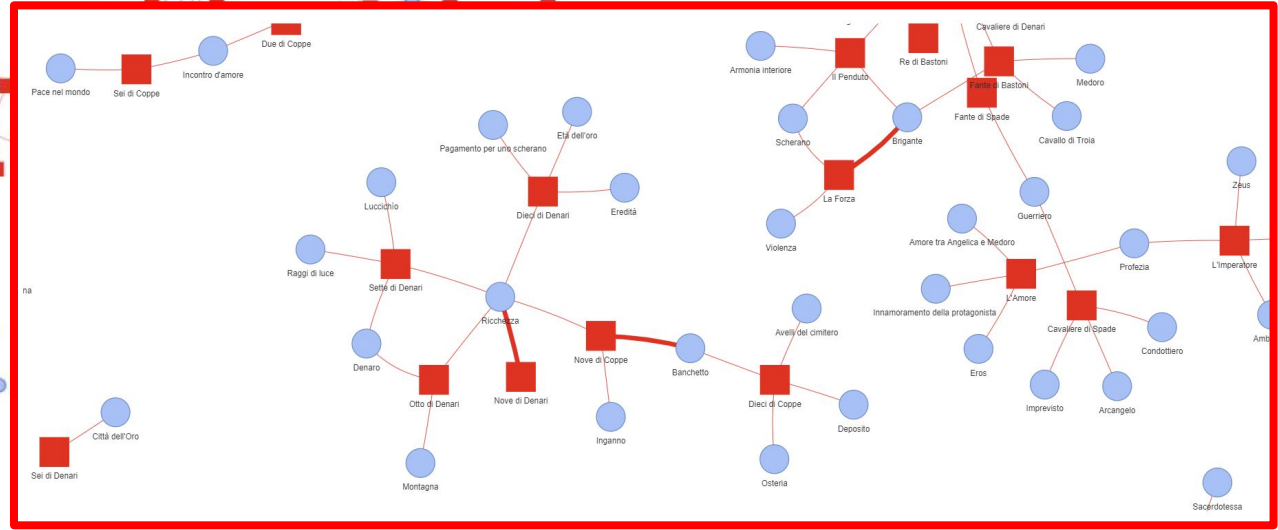 Due di Coppe
Pace nel mondo
Sei di Coppe
Incontro d'amore
Cavaliere di Denari
Armonia interiore
Il Penduto
Re di Bastoni
Fante di Bastoni
Medoro
Fante di Spade
Scherano
Brigante
Cavallo di Troia
Pagamento per uno scherano
Età dell'oro
Zeus
Luccichio
Dieci di Denari
Eredità
La Forza
Guerriero
Violenza
Amore tra Angelica e Medoro
Profezia
L'Imperatore
Raggi di luce
Sette di Denari
na
Ricchezza
L'Amore
Innamoramento della protagonista
Avelli del cimitero
Cavaliere di Spade
Condottiero
Amb
Denaro
Nove di Coppe
Banchetto
Eros
Otto di Denari
Nove di Denari
Dieci di Coppe
Imprevisto
Arcangelo
Deposito
Città dell'Oro
Inganno
Sei di Denari
Montagna
Osteria
Sacerdotessa